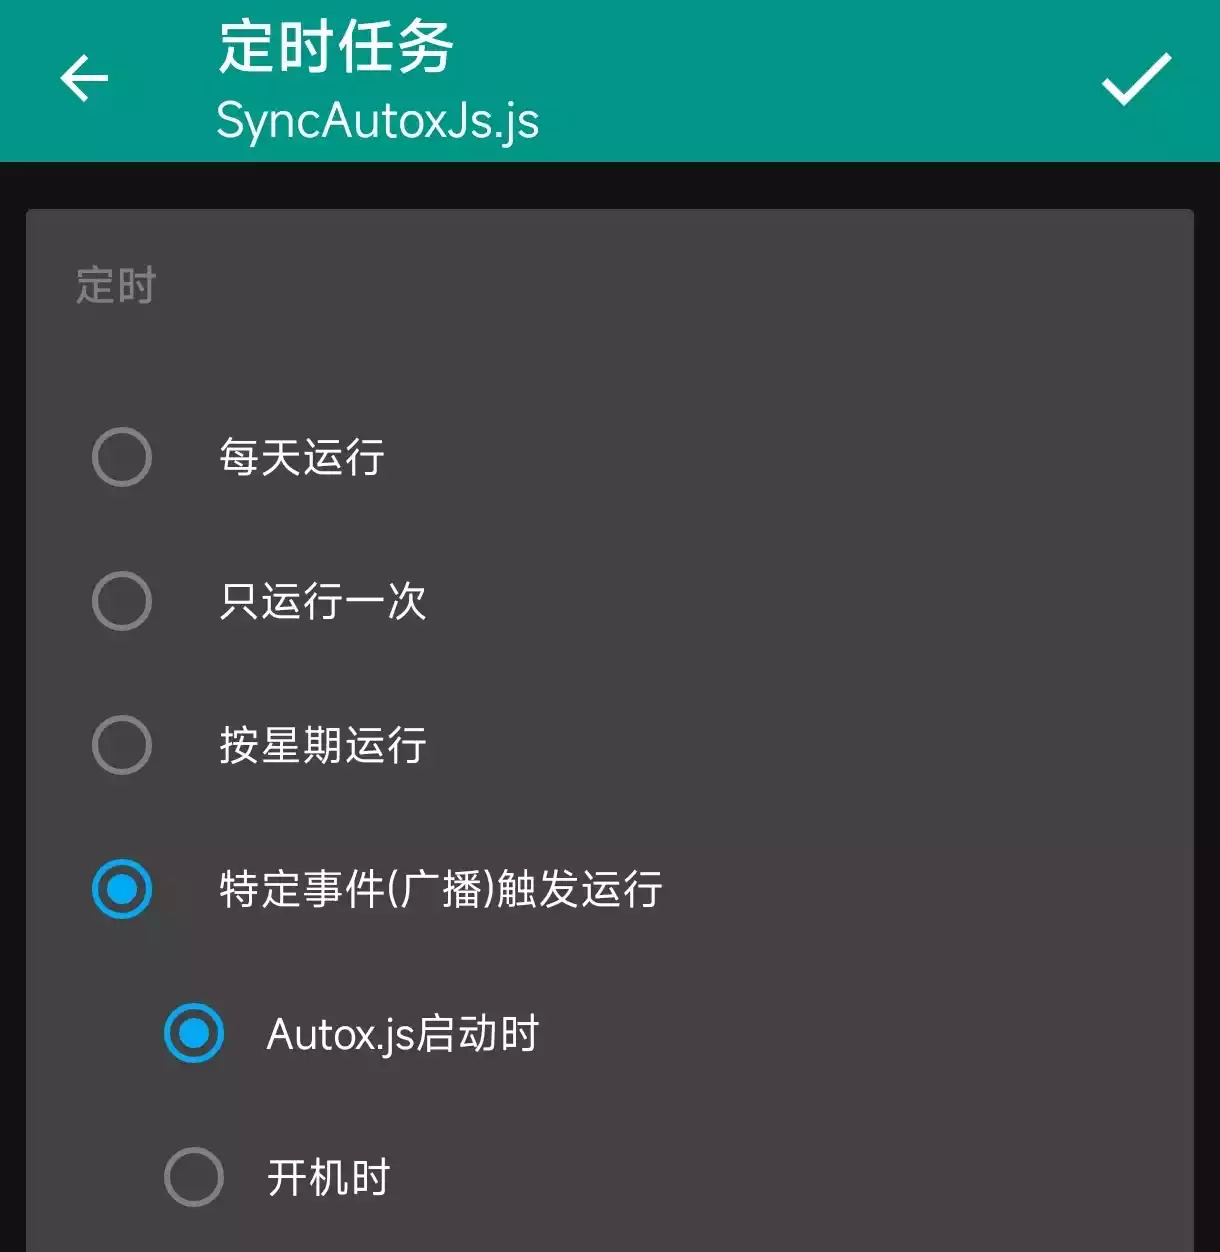 定时任务
SyncAutoxJs.js
定时
每天运行
只运行一次
按星期运行
特定事件(广播)触发运行
Autox.js启动时
开机时